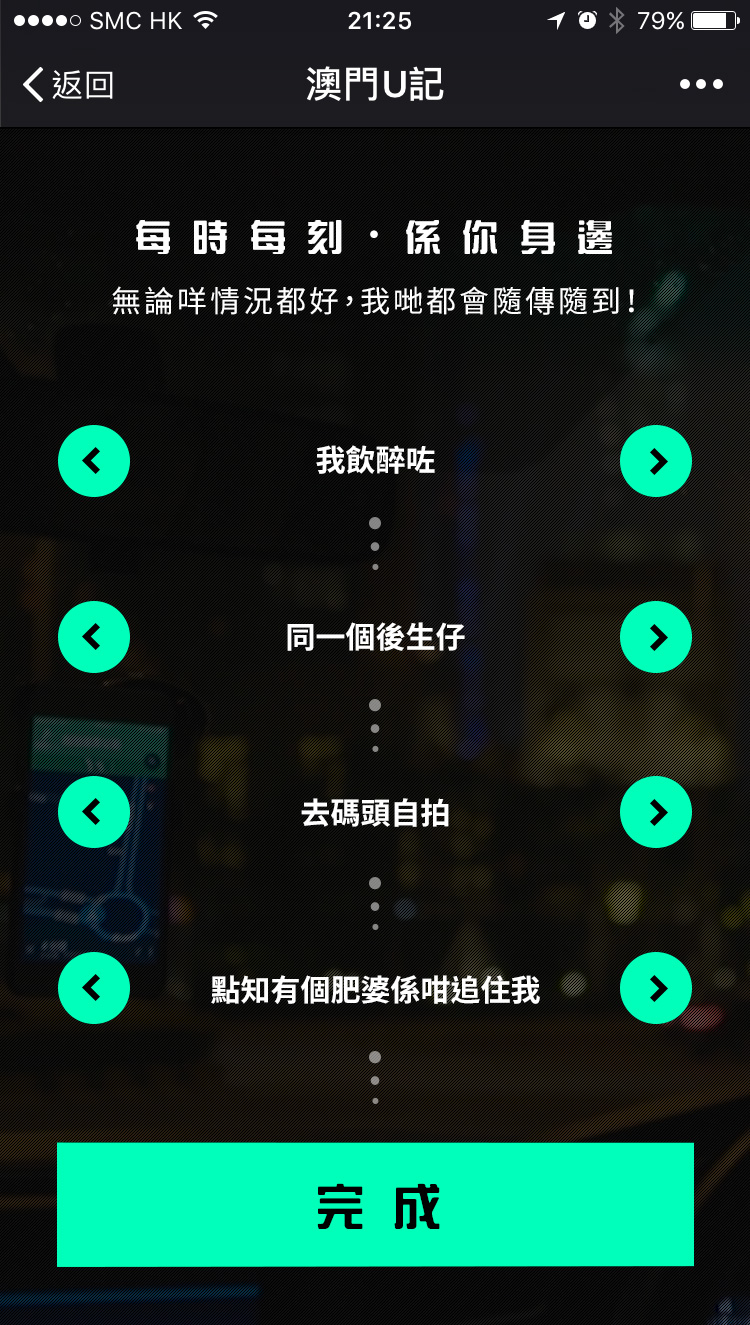 SMC HK 21:25 79%
返回 澳門U記
每時每刻·係你身邊
無論咩情況都好，我哋都會隨傳隨到！
我飲醉咗
同一個後生仔
去碼頭自拍
點知有個肥婆係咁追住我
完成